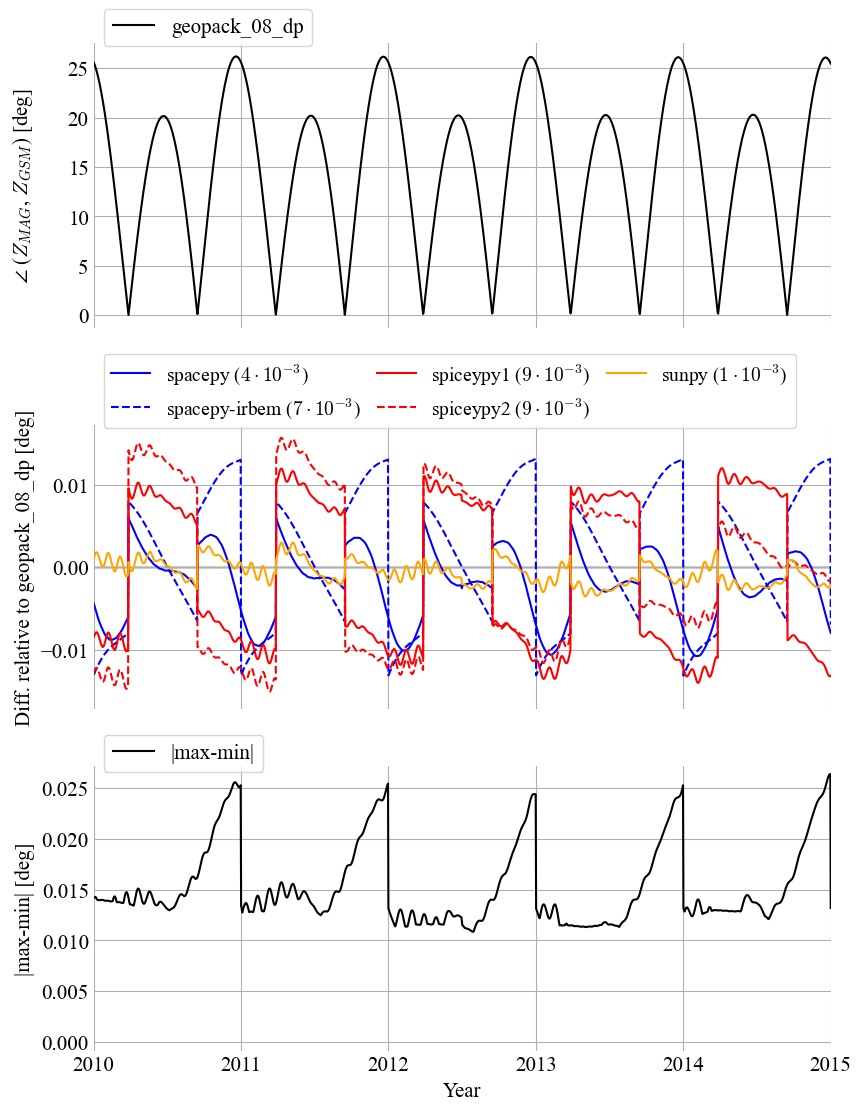 geopack_08_dp
∠(Z_MAG, Z_GSM) [deg]
25
20
15
10
5
0
spacepy (4 · 10⁻³)
spiceypy1 (9 · 10⁻³)
sunpy (1 · 10⁻³)
spacepy-irbem (7 · 10⁻³)
spiceypy2 (9 · 10⁻³)
Diff. relative to geopack_08_dp [deg]
0.01
0.00
−0.01
|max-min|
|max-min| [deg]
0.025
0.020
0.015
0.010
0.005
0.000
2010 2011 2012 2013 2014 2015
Year